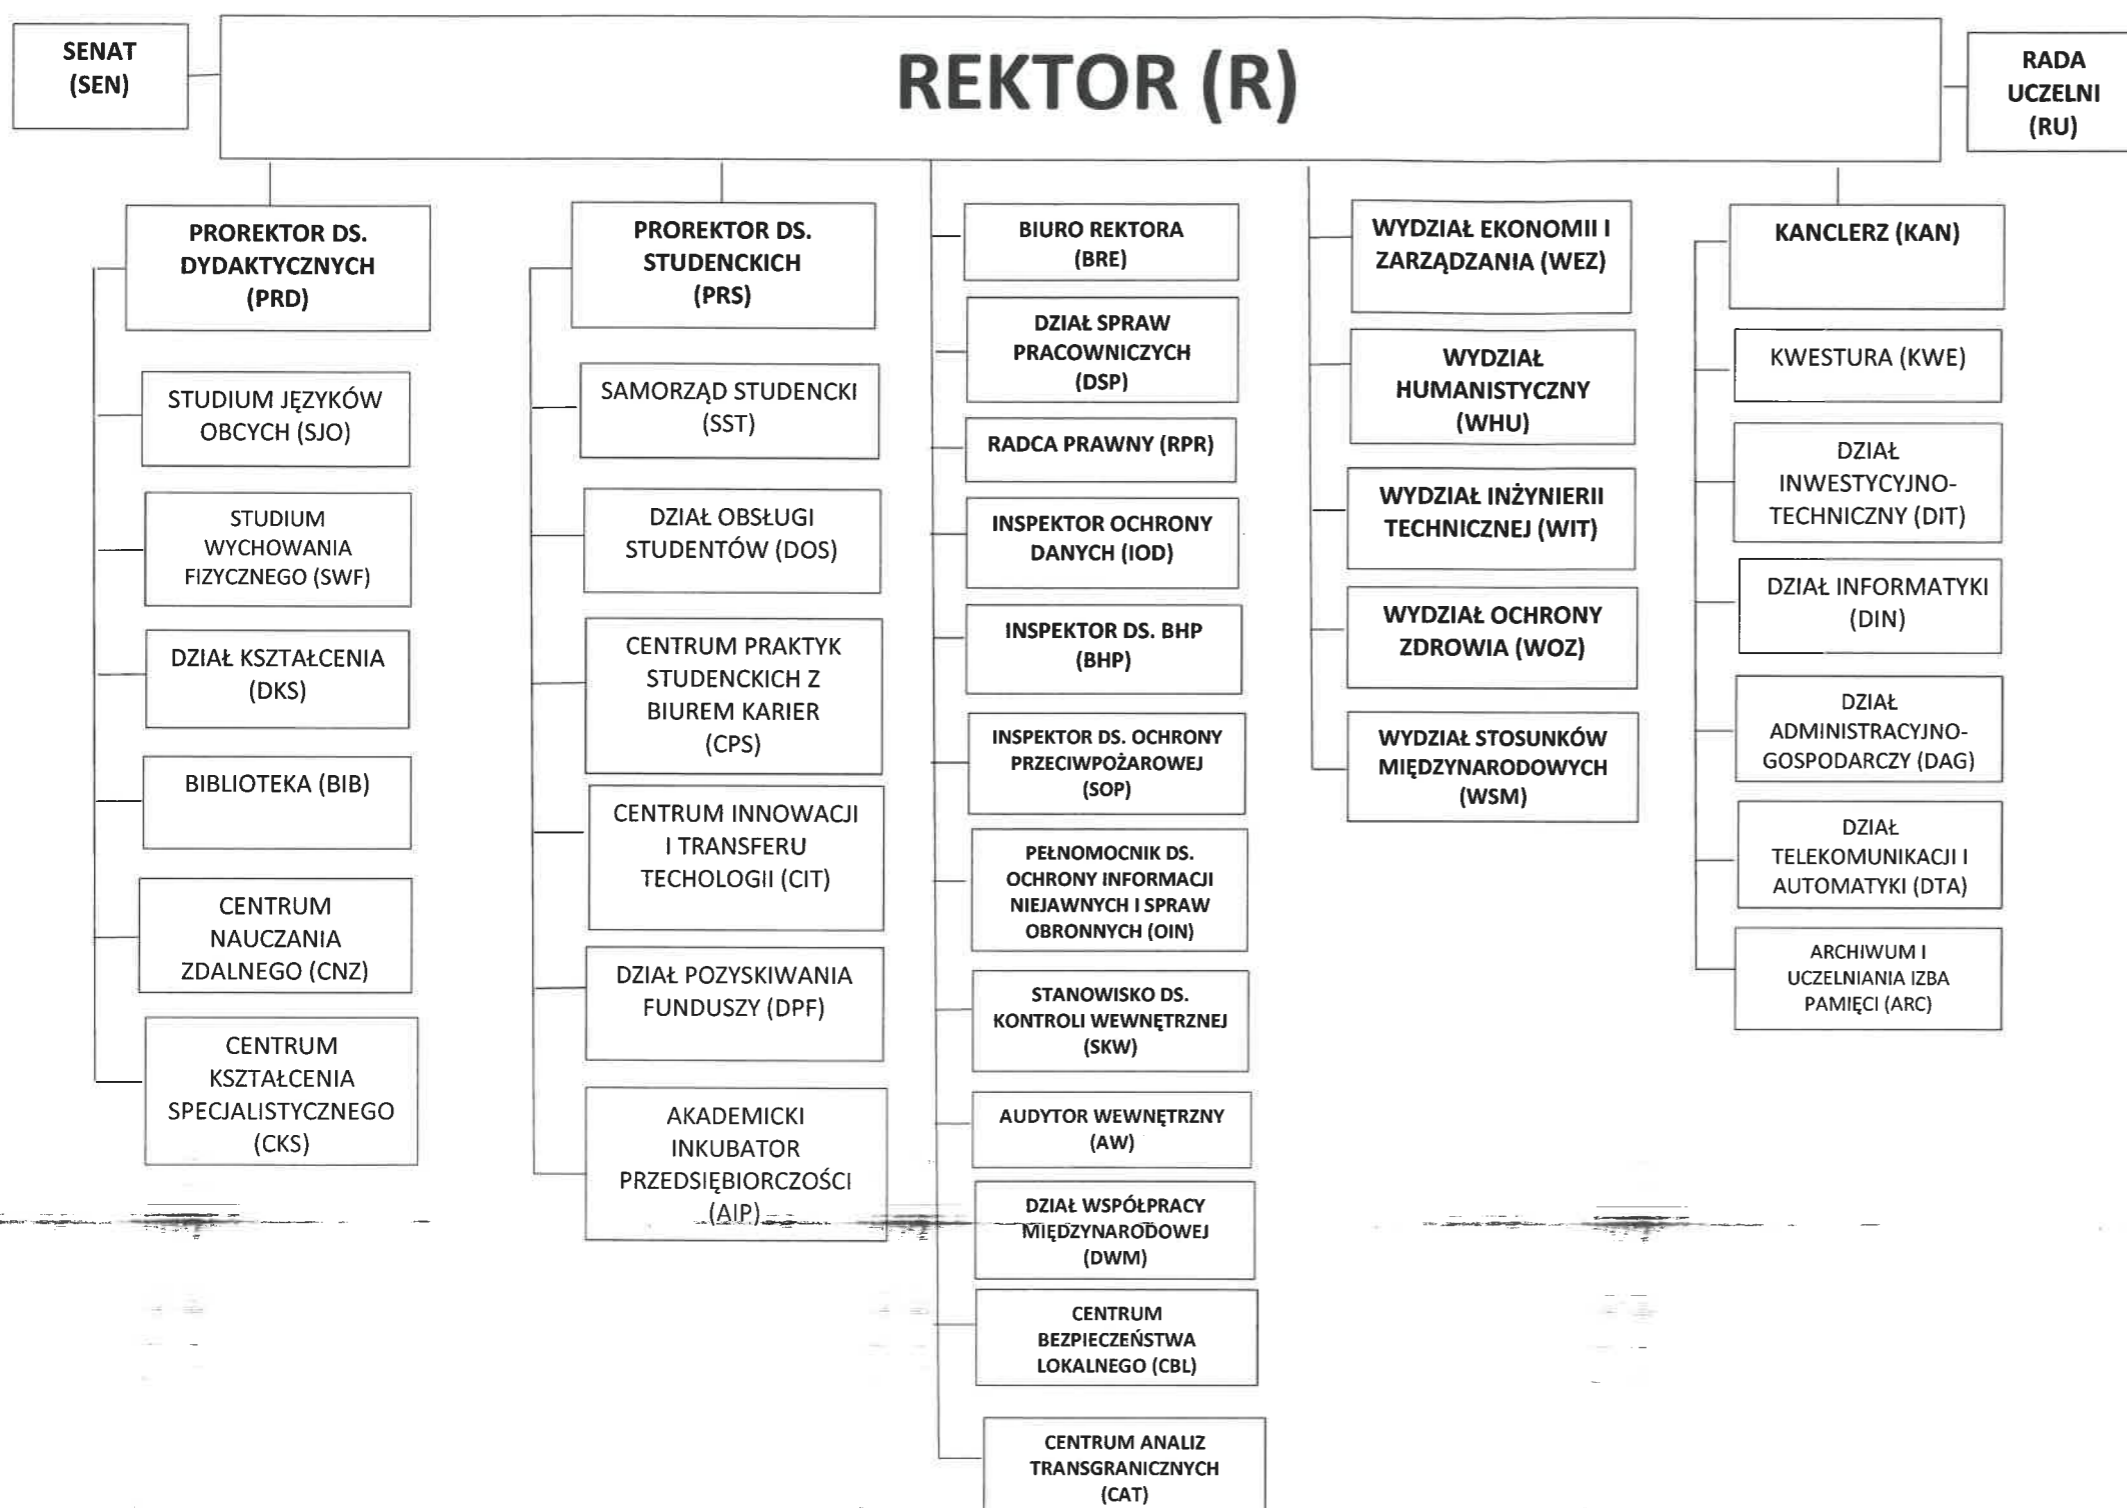 SENAT
(SEN)
REKTOR (R)
RADA
UCZELNI
(RU)
PROREKTOR DS.
DYDAKTYCZNYCH
(PRD)
STUDIUM JĘZYKÓW
OBCYCH (SJO)
STUDIUM
WYCHOWANIA
FIZYCZNEGO (SWF)
DZIAŁ KSZTAŁCENIA
(DKS)
BIBLIOTEKA (BIB)
CENTRUM
NAUCZANIA
ZDALNEGO (CNZ)
CENTRUM
KSZTAŁCENIA
SPECJALISTYCZNEGO
(CKS)
PROREKTOR DS.
STUDENCKICH
(PRS)
SAMORZĄD STUDENCKI
(SST)
DZIAŁ OBSŁUGI
STUDENTÓW (DOS)
CENTRUM PRAKTYK
STUDENCKICH Z
BIUREM KARIER
(CPS)
CENTRUM INNOWACJI
I TRANSFERU
TECHOLOGII (CIT)
DZIAŁ POZYSKIWANIA
FUNDUSZY (DPF)
AKADEMICKI
INKUBATOR
PRZEDSIĘBIORCZOŚCI
(AIP)
BIURO REKTORA
(BRE)
DZIAŁ SPRAW
PRACOWNICZYCH
(DSP)
RADCA PRAWNY (RPR)
INSPEKTOR OCHRONY
DANYCH (IOD)
INSPEKTOR DS. BHP
(BHP)
INSPEKTOR DS. OCHRONY
PRZECIWPOŻAROWEJ
(SOP)
PEŁNOMOCNIK DS.
OCHRONY INFORMACJI
NIEJAWNYCH I SPRAW
OBRONNYCH (OIN)
STANOWISKO DS.
KONTROLI WEWNĘTRZNEJ
(SKW)
AUDYTOR WEWNĘTRZNY
(AW)
DZIAŁ WSPÓŁPRACY
MIĘDZYNARODOWEJ
(DWM)
CENTRUM
BEZPIECZEŃSTWA
LOKALNEGO (CBL)
CENTRUM ANALIZ
TRANSGRANICZNYCH
(CAT)
WYDZIAŁ EKONOMII I
ZARZĄDZANIA (WEZ)
WYDZIAŁ
HUMANISTYCZNY
(WHU)
WYDZIAŁ INŻYNIERII
TECHNICZNEJ (WIT)
WYDZIAŁ OCHRONY
ZDROWIA (WOZ)
WYDZIAŁ STOSUNKÓW
MIĘDZYNARODOWYCH
(WSM)
KANCLERZ (KAN)
KWESTURA (KWE)
DZIAŁ
INWESTYCYJNO-
TECHNICZNY (DIT)
DZIAŁ INFORMATYKI
(DIN)
DZIAŁ
ADMINISTRACYJNO-
GOSPODARCZY (DAG)
DZIAŁ
TELEKOMUNIKACJI I
AUTOMATYKI (DTA)
ARCHIWUM I
UCZELNIANIA IZBA
PAMIĘCI (ARC)